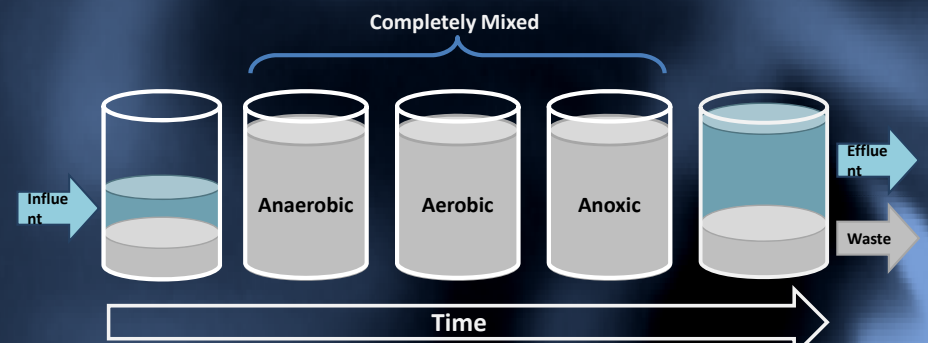 Completely Mixed
Influe
nt
Anaerobic
Aerobic
Anoxic
Efflue
nt
Waste
Time